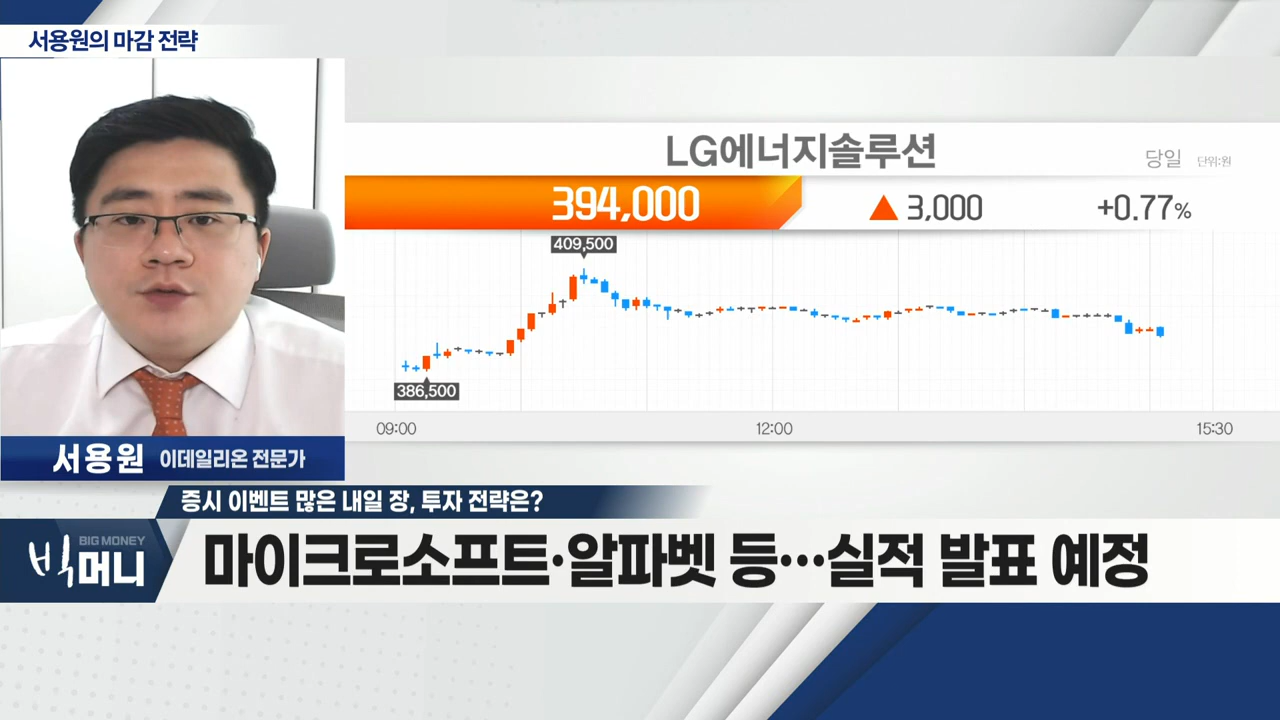 서용원의 마감 전략
LG에너지솔루션
당일 단위:원
394,000 ▲ 3,000 +0.77%
409,500
386,500
09:00 12:00 15:30
서용원 이데일리온 전문가
증시 이벤트 많은 내일 장, 투자 전략은?
BIG MONEY
빅머니
마이크로소프트·알파벳 등…실적 발표 예정